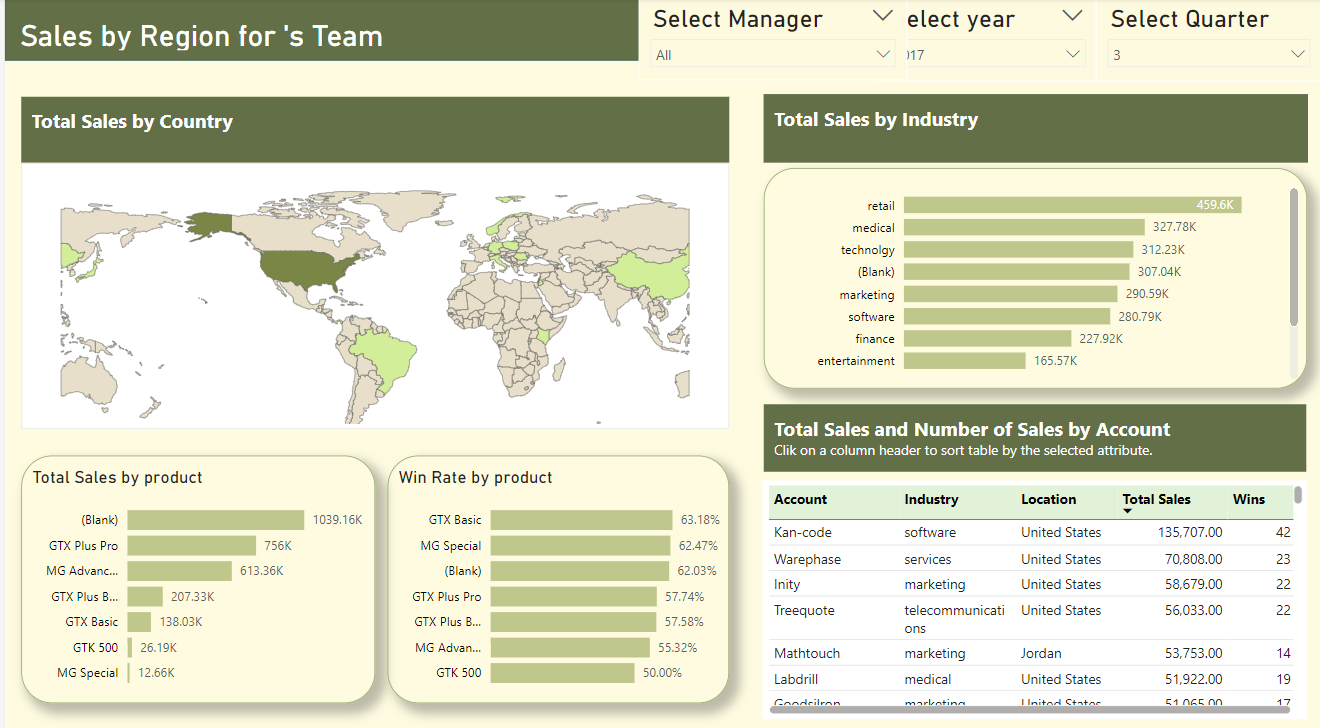 Sales by Region for 's Team
Select Manager
All
elect year
017
Select Quarter
3
Total Sales by Country
Total Sales by Industry
retail 459.6K
medical 327.78K
technolgy 312.23K
(Blank) 307.04K
marketing 290.59K
software 280.79K
finance 227.92K
entertainment 165.57K
Total Sales by product
(Blank) 1039.16K
GTX Plus Pro 756K
MG Advanc... 613.36K
GTX Plus B... 207.33K
GTX Basic 138.03K
GTK 500 26.19K
MG Special 12.66K
Win Rate by product
GTX Basic 63.18%
MG Special 62.47%
(Blank) 62.03%
GTX Plus Pro 57.74%
GTX Plus B... 57.58%
MG Advan... 55.32%
GTK 500 50.00%
Total Sales and Number of Sales by Account
Clik on a column header to sort table by the selected attribute.
Account Industry Location Total Sales Wins
Kan-code software United States 135,707.00 42
Warephase services United States 70,808.00 23
Inity marketing United States 58,679.00 22
Treequote telecommunicati United States 56,033.00 22
ons
Mathtouch marketing Jordan 53,753.00 14
Labdrill medical United States 51,922.00 19
Goodsilron marketing United States 51,065.00 17